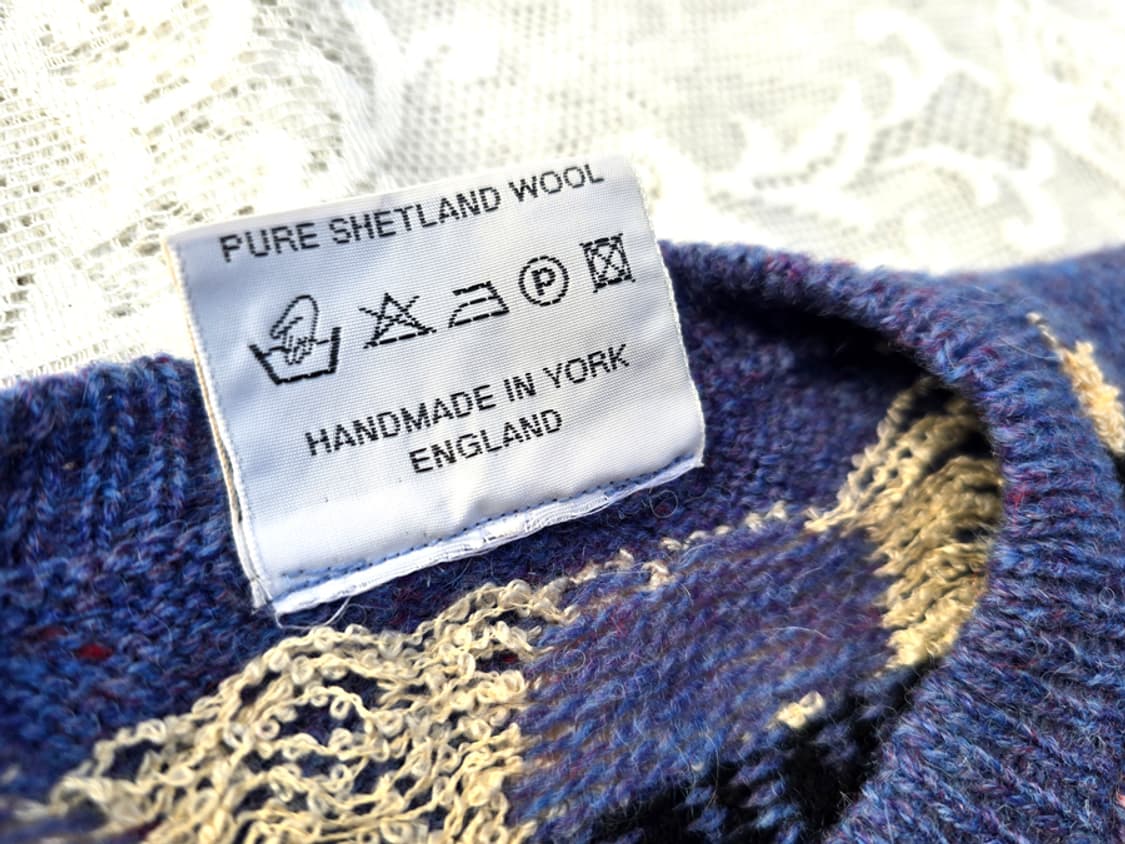 PURE SHETLAND WOOL
P
HANDMADE IN YORK
ENGLAND